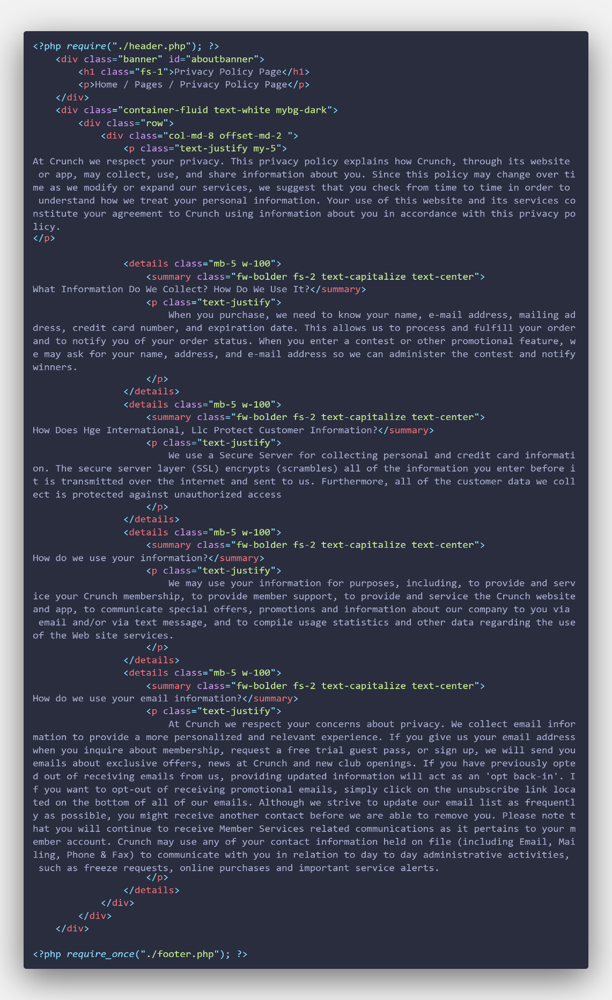 <?php require("./header.php"); ?>
    <div class="banner" id="aboutbanner">
        <h1 class="fs-1">Privacy Policy Page</h1>
        <p>Home / Pages / Privacy Policy Page</p>
    </div>
    <div class="container-fluid text-white mybg-dark">
        <div class="row">
            <div class="col-md-8 offset-md-2 ">
                <p class="text-justify my-5">
At Crunch we respect your privacy. This privacy policy explains how Crunch, through its website
 or app, may collect, use, and share information about you. Since this policy may change over ti
me as we modify or expand our services, we suggest that you check from time to time in order to
 understand how we treat your personal information. Your use of this website and its services co
nstitute your agreement to Crunch using information about you in accordance with this privacy po
licy.
</p>

                <details class="mb-5 w-100">
                    <summary class="fw-bolder fs-2 text-capitalize text-center">
What Information Do We Collect? How Do We Use It?</summary>
                    <p class="text-justify">
                        When you purchase, we need to know your name, e-mail address, mailing ad
dress, credit card number, and expiration date. This allows us to process and fulfill your order
and to notify you of your order status. When you enter a contest or other promotional feature, w
e may ask for your name, address, and e-mail address so we can administer the contest and notify
winners.
                    </p>
                </details>
                <details class="mb-5 w-100">
                    <summary class="fw-bolder fs-2 text-capitalize text-center">
How Does Hge International, Llc Protect Customer Information?</summary>
                    <p class="text-justify">
                        We use a Secure Server for collecting personal and credit card informati
on. The secure server layer (SSL) encrypts (scrambles) all of the information you enter before i
t is transmitted over the internet and sent to us. Furthermore, all of the customer data we coll
ect is protected against unauthorized access
                    </p>
                </details>
                <details class="mb-5 w-100">
                    <summary class="fw-bolder fs-2 text-capitalize text-center">
How do we use your information?</summary>
                    <p class="text-justify">
                        We may use your information for purposes, including, to provide and serv
ice your Crunch membership, to provide member support, to provide and service the Crunch website
and app, to communicate special offers, promotions and information about our company to you via
 email and/or via text message, and to compile usage statistics and other data regarding the use
of the Web site services.
                    </p>
                </details>
                <details class="mb-5 w-100">
                    <summary class="fw-bolder fs-2 text-capitalize text-center">
How do we use your email information?</summary>
                    <p class="text-justify">
                        At Crunch we respect your concerns about privacy. We collect email infor
mation to provide a more personalized and relevant experience. If you give us your email address
when you inquire about membership, request a free trial guest pass, or sign up, we will send you
emails about exclusive offers, news at Crunch and new club openings. If you have previously opte
d out of receiving emails from us, providing updated information will act as an 'opt back-in'. I
f you want to opt-out of receiving promotional emails, simply click on the unsubscribe link loca
ted on the bottom of all of our emails. Although we strive to update our email list as frequentl
y as possible, you might receive another contact before we are able to remove you. Please note t
hat you will continue to receive Member Services related communications as it pertains to your m
ember account. Crunch may use any of your contact information held on file (including Email, Mai
ling, Phone & Fax) to communicate with you in relation to day to day administrative activities,
 such as freeze requests, online purchases and important service alerts.
                    </p>
                </details>
            </div>
        </div>
    </div>

<?php require_once("./footer.php"); ?>